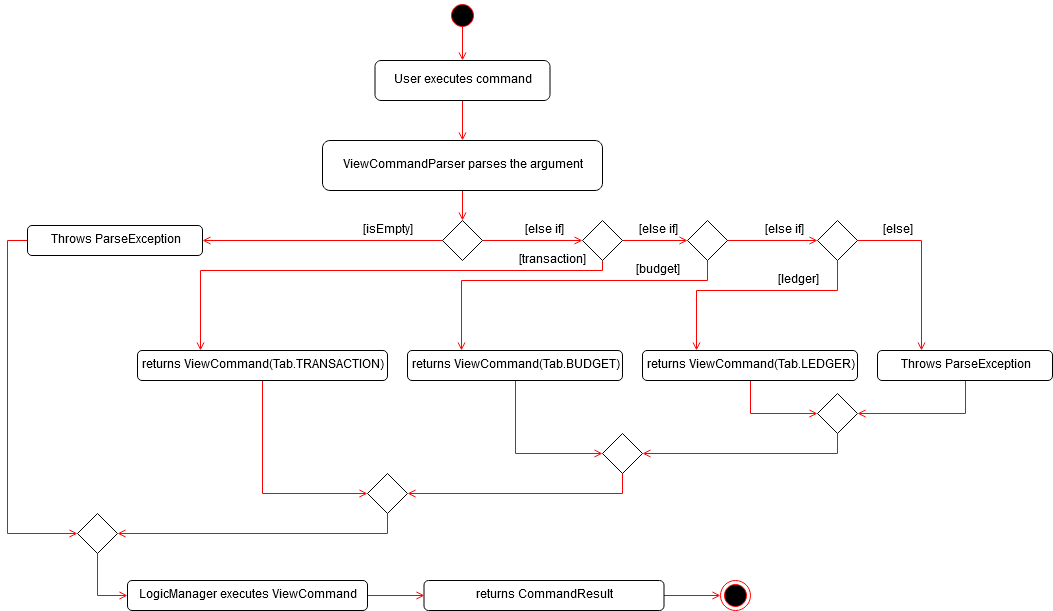 User executes command
ViewCommandParser parses the argument
[isEmpty]
[else if]
[else if]
[else if]
[else]
Throws ParseException
[transaction]
[budget]
[ledger]
returns ViewCommand(Tab.TRANSACTION)
returns ViewCommand(Tab.BUDGET)
returns ViewCommand(Tab.LEDGER)
Throws ParseException
LogicManager executes ViewCommand
returns CommandResult